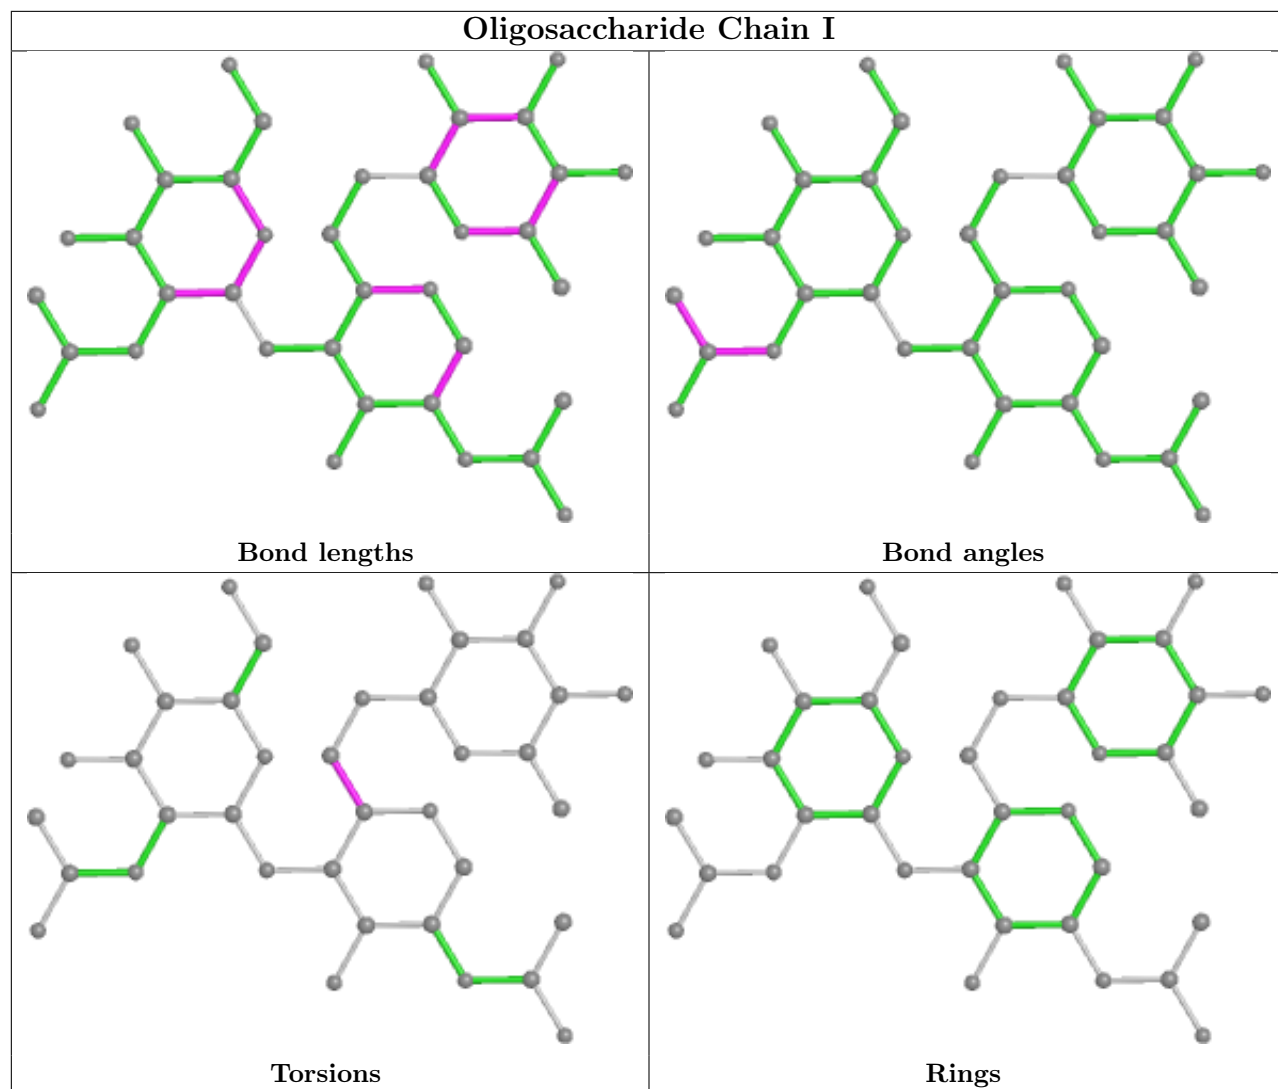 Oligosaccharide Chain I
Bond lengths
Bond angles
Torsions
Rings